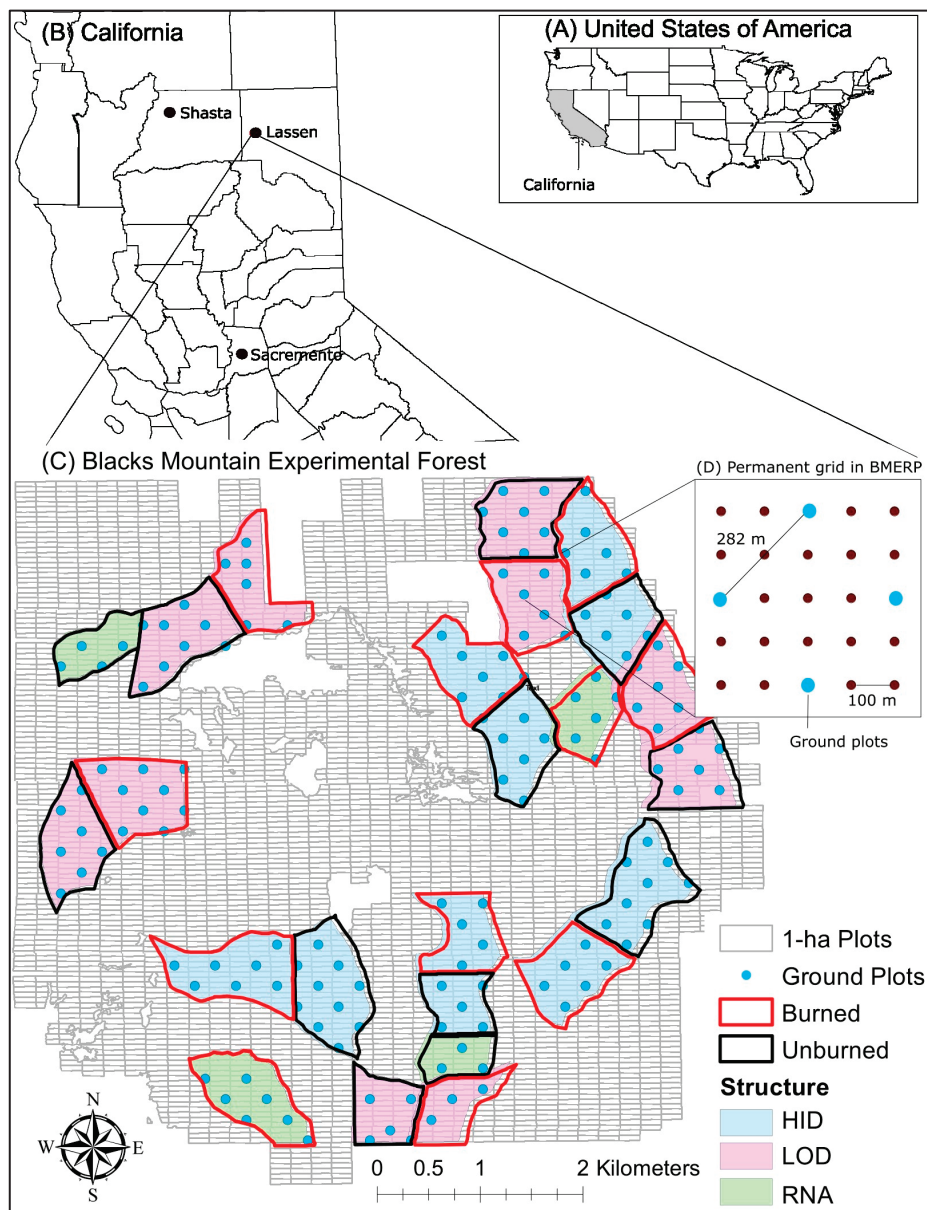 (B) California
(A) United States of America
Shasta
Lassen
California
Sacremento
(C) Blacks Mountain Experimental Forest
(D) Permanent grid in BMERP
282 m
100 m
Ground plots
1-ha Plots
Ground Plots
Burned
Unburned
Structure
HID
LOD
RNA
N
W E
S
0 0.5 1 2 Kilometers